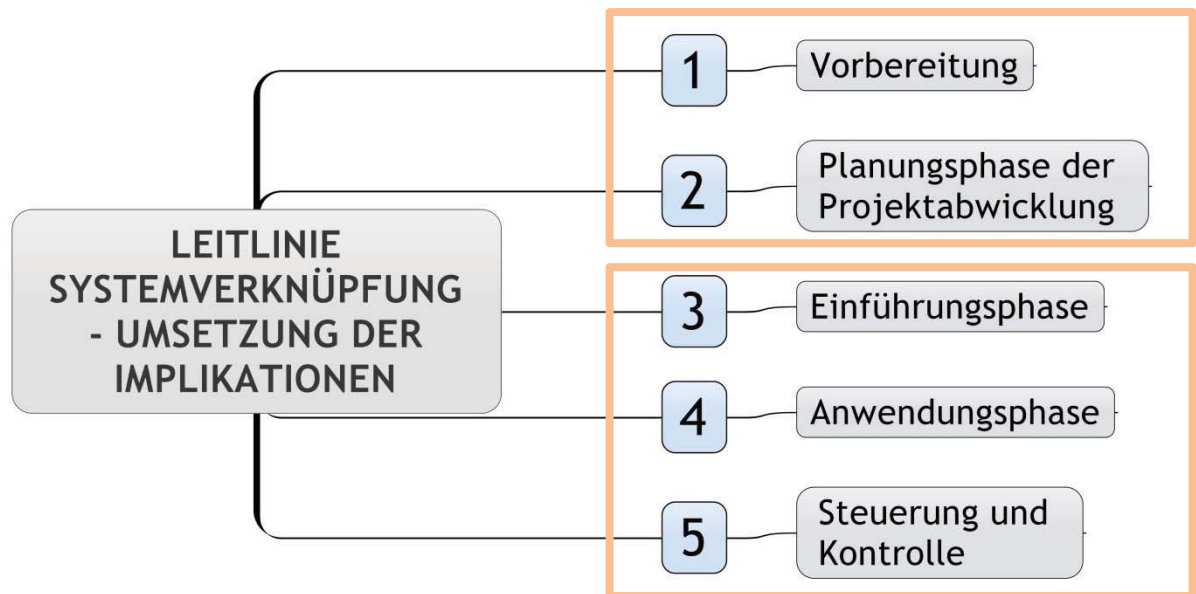 LEITLINIE
SYSTEMVERKNÜPFUNG
- UMSETZUNG DER
IMPLIKATIONEN
1
Vorbereitung
2
Planungsphase der
Projektabwicklung
3
Einführungsphase
4
Anwendungsphase
5
Steuerung und
Kontrolle